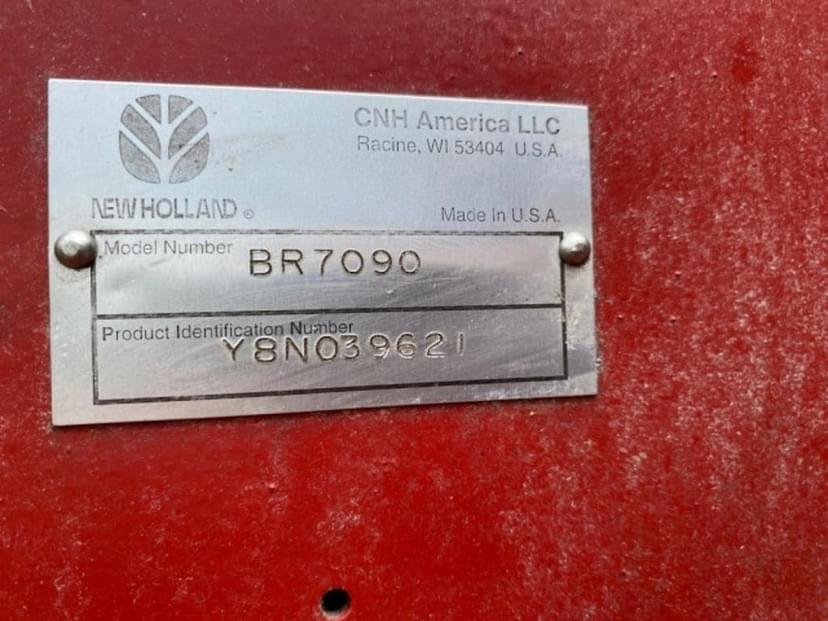 CNH America LLC
Racine, WI 53404 U.S.A.
NEW HOLLAND ®
Made in U.S.A.
Model Number BR7090
Product Identification Number
Y8N039621